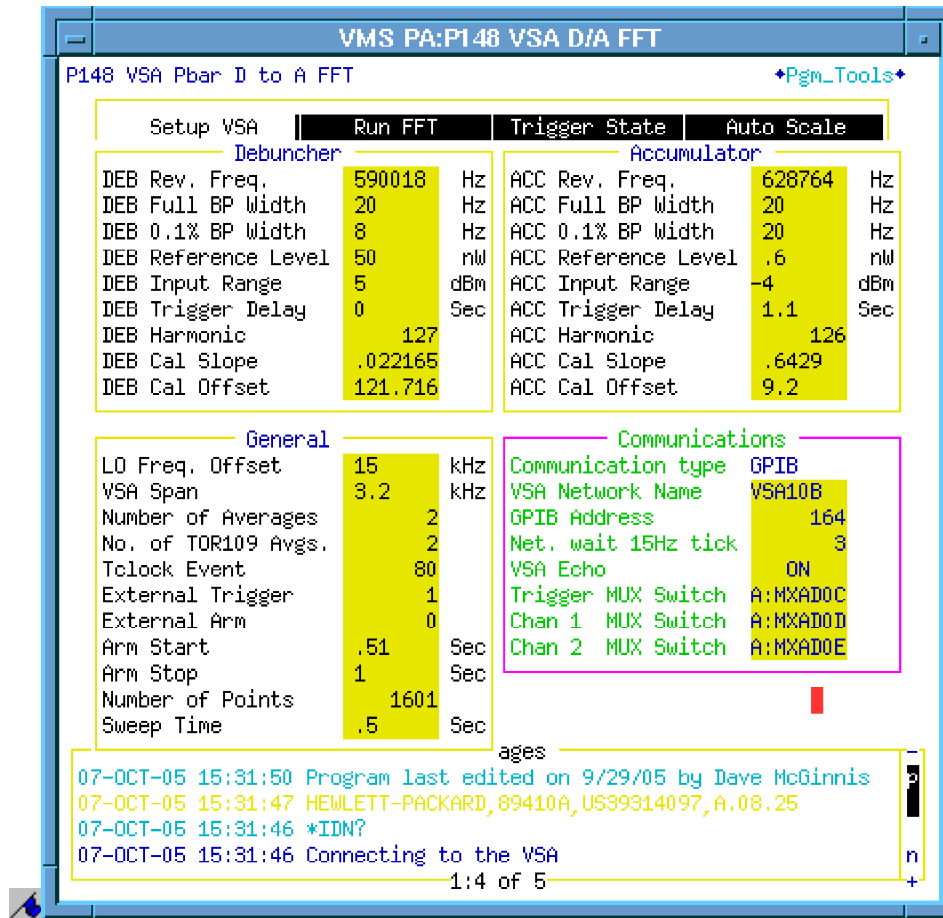 VMS PA:P148 VSA D/A FFT
P148 VSA Pbar D to A FFT ◆Pgm_Tools◆
Setup VSA Run FFT Trigger State Auto Scale
Debuncher Accumulator
DEB Rev. Freq. 590018 Hz ACC Rev. Freq. 628764 Hz
DEB Full BP Width 20 Hz ACC Full BP Width 20 Hz
DEB 0.1% BP Width 8 Hz ACC 0.1% BP Width 20 Hz
DEB Reference Level 50 nW ACC Reference Level .6 nW
DEB Input Range 5 dBm ACC Input Range -4 dBm
DEB Trigger Delay 0 Sec ACC Trigger Delay 1.1 Sec
DEB Harmonic 127 ACC Harmonic 126
DEB Cal Slope .022165 ACC Cal Slope .6429
DEB Cal Offset 121.716 ACC Cal Offset 9.2
General Communications
LO Freq. Offset 15 kHz Communication type GPIB
VSA Span 3.2 kHz VSA Network Name VSA10B
Number of Averages 2 GPIB Address 164
No. of TOR109 Avgs. 2 Net. wait 15Hz tick 3
Tclock Event 80 VSA Echo ON
External Trigger 1 Trigger MUX Switch A:MXADOC
External Arm 0 Chan 1 MUX Switch A:MXADOD
Arm Start .51 Sec Chan 2 MUX Switch A:MXADOE
Arm Stop 1 Sec
Number of Points 1601
Sweep Time .5 Sec
ages -
07-OCT-05 15:31:50 Program last edited on 9/29/05 by Dave McGinnis p
07-OCT-05 15:31:47 HEWLETT-PACKARD,89410A,US39314097,A.08.25
07-OCT-05 15:31:46 *IDN?
07-OCT-05 15:31:46 Connecting to the VSA n
1:4 of 5 +